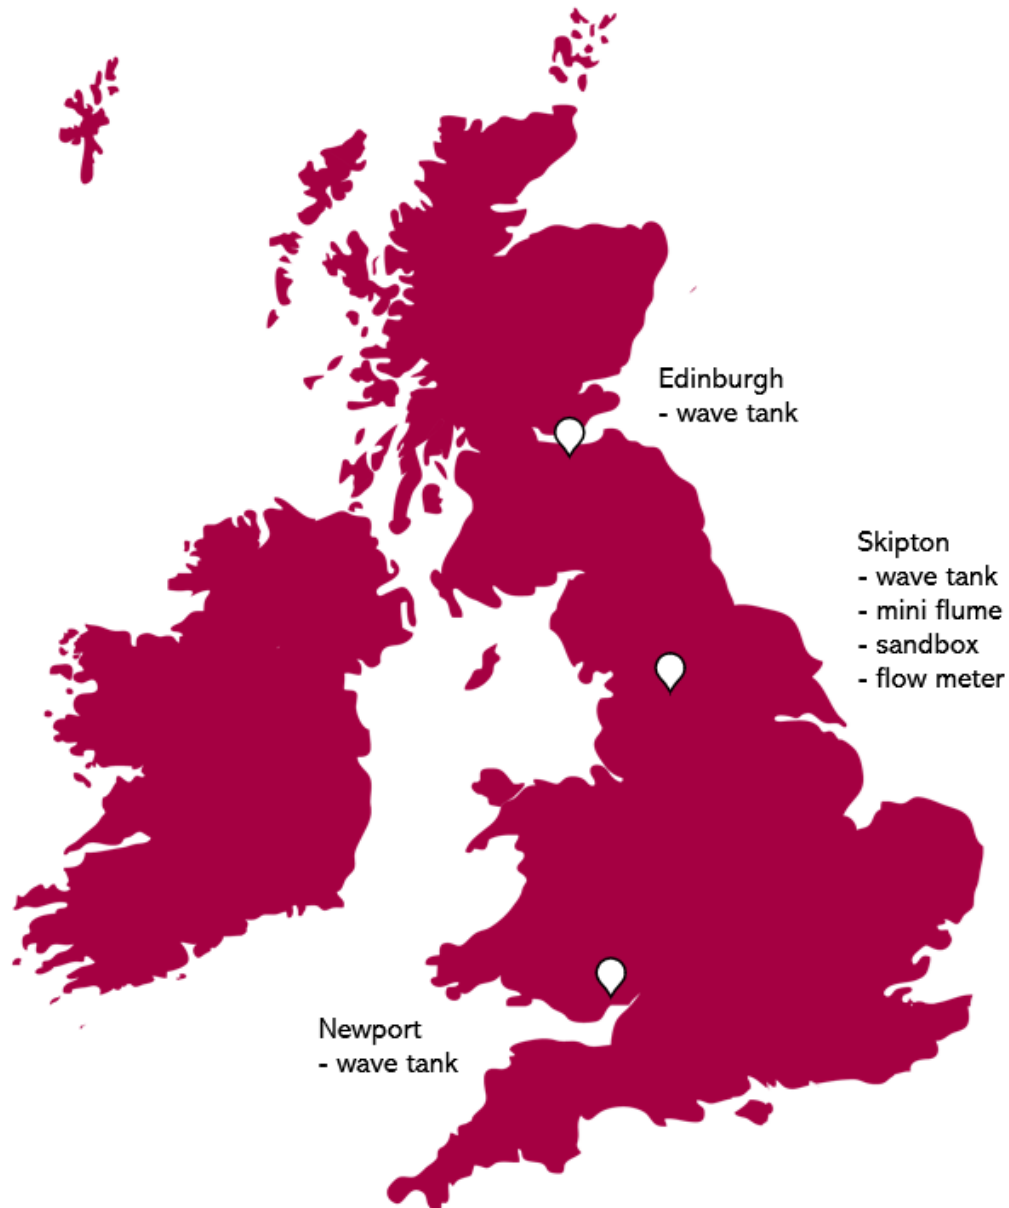 Edinburgh
- wave tank
Skipton
- wave tank
- mini flume
- sandbox
- flow meter
Newport
- wave tank